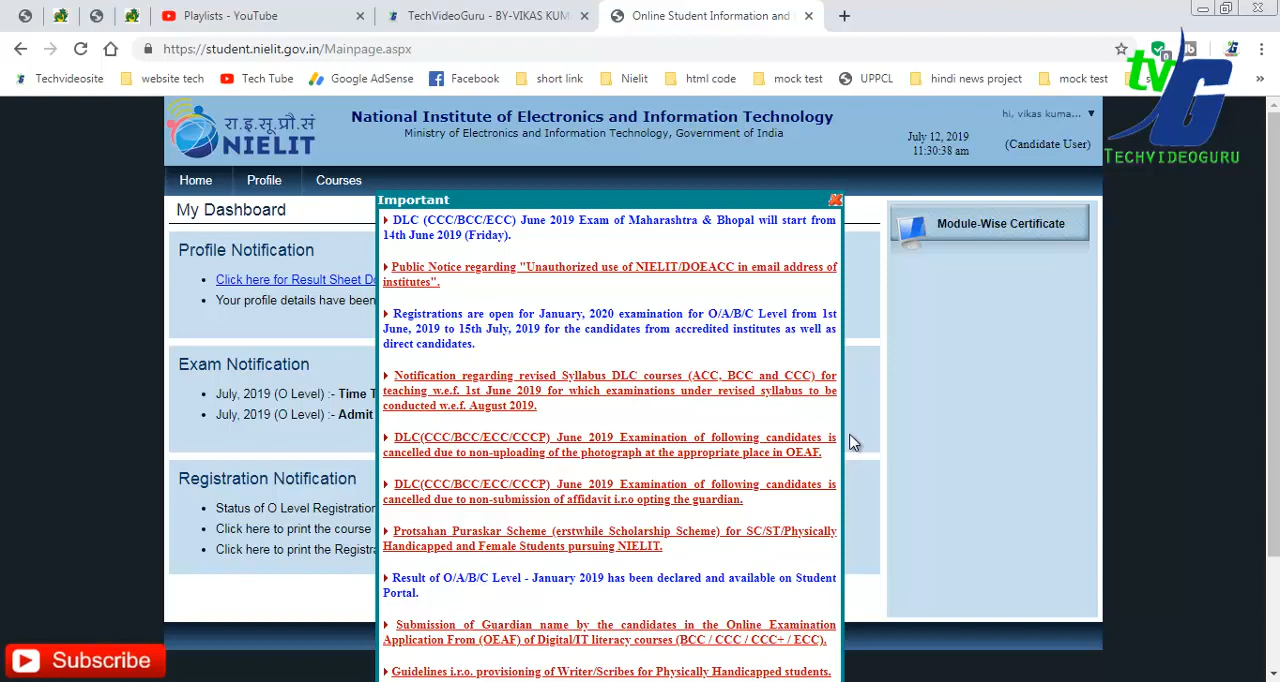 Playlists - YouTube
TechVideoGuru - BY-VIKAS KUM
Online Student Information and
https://student.nielit.gov.in/Mainpage.aspx
Techvideosite
website tech
Tech Tube
Google AdSense
Facebook
short link
Nielit
html code
mock test
UPPCL
hindi news project
mock test
tvG
TECHVIDEOGURU
रा.इ.सू.प्रौ.सं
NIELIT
National Institute of Electronics and Information Technology
Ministry of Electronics and Information Technology, Government of India
July 12, 2019
11:30:38 am
hi, vikas kuma... ▼
(Candidate User)
Home
Profile
Courses
My Dashboard
Profile Notification
• Click here for Result Sheet Do
• Your profile details have been
Exam Notification
• July, 2019 (O Level) :- Time T
• July, 2019 (O Level) :- Admit
Registration Notification
• Status of O Level Registration
• Click here to print the course
• Click here to print the Registra
Important
DLC (CCC/BCC/ECC) June 2019 Exam of Maharashtra & Bhopal will start from
14th June 2019 (Friday).
Public Notice regarding "Unauthorized use of NIELIT/DOEACC in email address of
institutes".
Registrations are open for January, 2020 examination for O/A/B/C Level from 1st
June, 2019 to 15th July, 2019 for the candidates from accredited institutes as well as
direct candidates.
Notification regarding revised Syllabus DLC courses (ACC, BCC and CCC) for
teaching w.e.f. 1st June 2019 for which examinations under revised syllabus to be
conducted w.e.f. August 2019.
DLC(CCC/BCC/ECC/CCCP) June 2019 Examination of following candidates is
cancelled due to non-uploading of the photograph at the appropriate place in OEAF.
DLC(CCC/BCC/ECC/CCCP) June 2019 Examination of following candidates is
cancelled due to non-submission of affidavit i.r.o opting the guardian.
Protsahan Puraskar Scheme (erstwhile Scholarship Scheme) for SC/ST/Physically
Handicapped and Female Students pursuing NIELIT.
Result of O/A/B/C Level - January 2019 has been declared and available on Student
Portal.
Submission of Guardian name by the candidates in the Online Examination
Application From (OEAF) of Digital/IT literacy courses (BCC / CCC / CCC+ / ECC).
Guidelines i.r.o. provisioning of Writer/Scribes for Physically Handicapped students.
Module-Wise Certificate
Subscribe